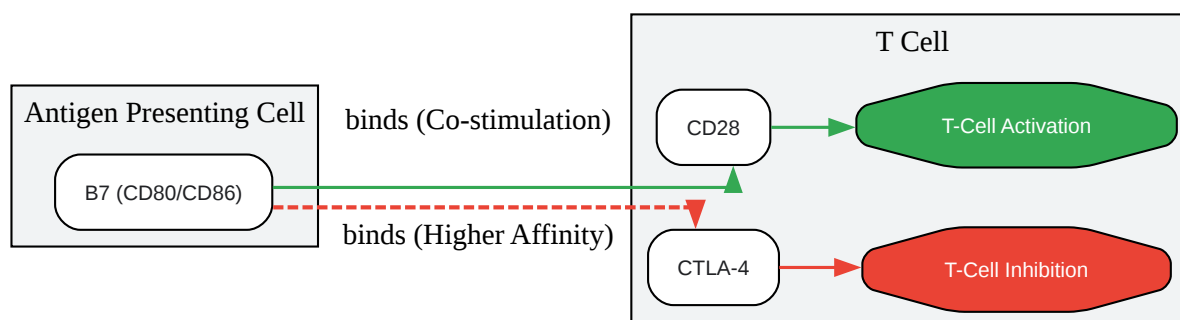 T Cell
Antigen Presenting Cell
binds (Co-stimulation)
CD28
T-Cell Activation
B7 (CD80/CD86)
binds (Higher Affinity)
CTLA-4
T-Cell Inhibition